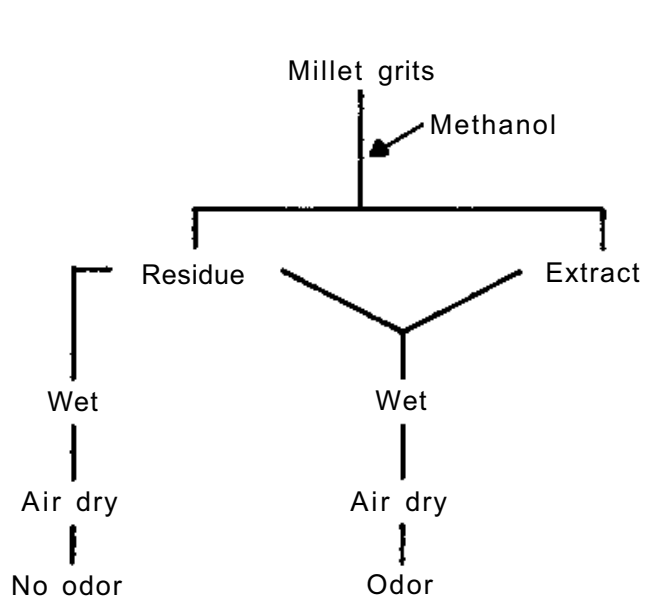 Millet grits
Methanol
Residue
Extract
Wet
Wet
Air dry
Air dry
No odor
Odor